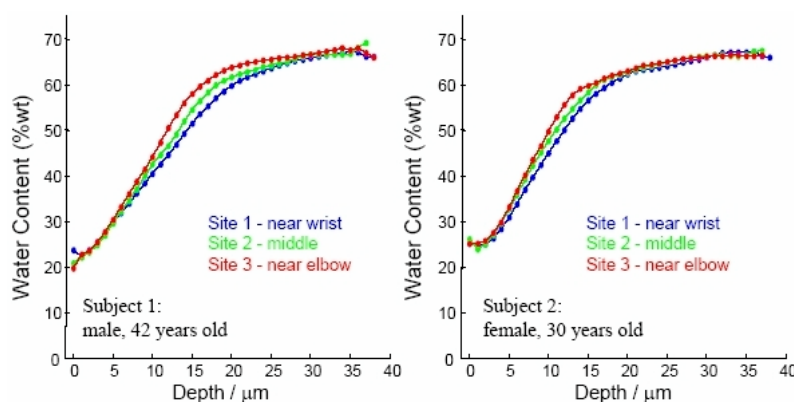 70
60
50
40
30
20
10
0
Water Content (%wt)
Site 1 - near wrist
Site 2 - middle
Site 3 - near elbow
Subject 1:
male, 42 years old
0 5 10 15 20 25 30 35 40
Depth / μm
70
60
50
40
30
20
10
0
Water Content (%wt)
Site 1 - near wrist
Site 2 - middle
Site 3 - near elbow
Subject 2:
female, 30 years old
0 5 10 15 20 25 30 35 40
Depth / μm